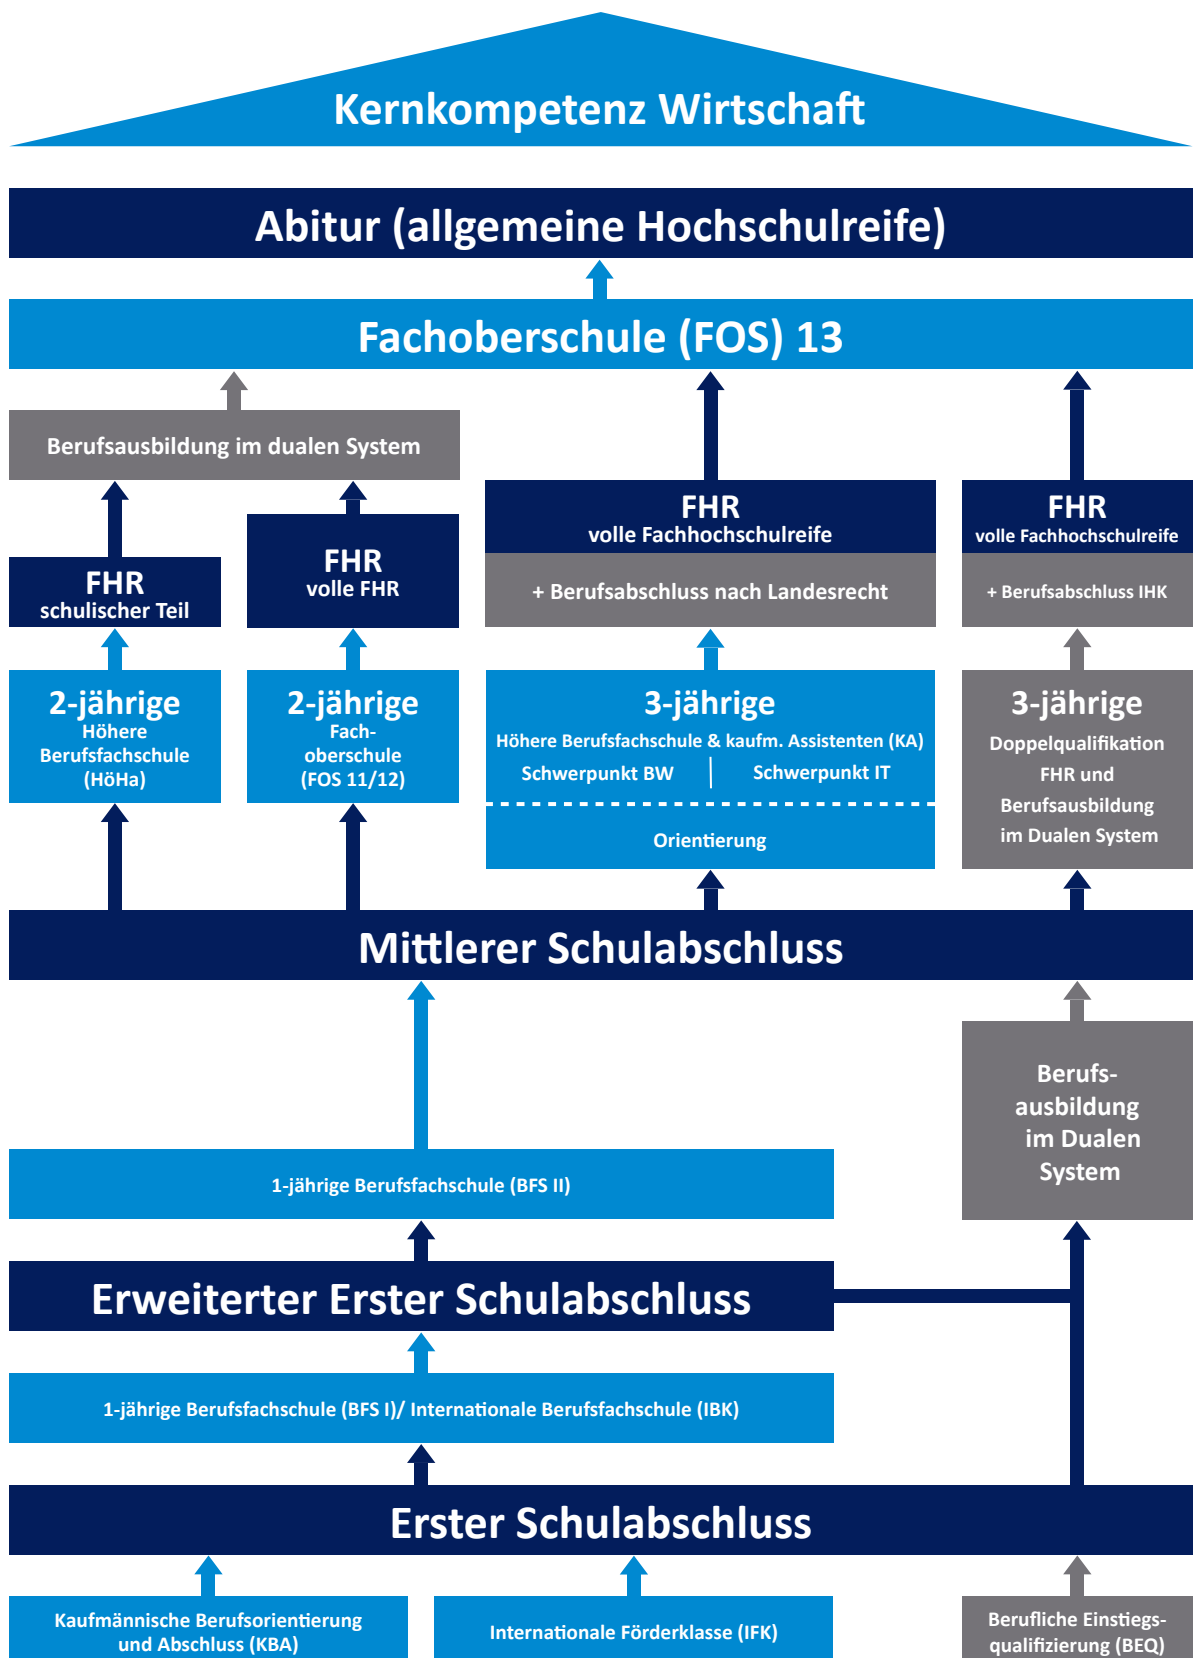 Kernkompetenz Wirtschaft
Abitur (allgemeine Hochschulreife)
Fachoberschule (FOS) 13
Berufsausbildung im dualen System
FHR
schulischer Teil
FHR
volle FHR
FHR
volle Fachhochschulreife
+ Berufsabschluss nach Landesrecht
FHR
volle Fachhochschulreife
+ Berufsabschluss IHK
2-jährige
Höhere
Berufsfachschule
(HöHa)
2-jährige
Fach-
oberschule
(FOS 11/12)
3-jährige
Höhere Berufsfachschule & kaufm. Assistenten (KA)
Schwerpunkt BW
Schwerpunkt IT
Orientierung
3-jährige
Doppelqualifikation
FHR und
Berufsausbildung
im Dualen System
Mittlerer Schulabschluss
Berufs-
ausbildung
im Dualen
System
1-jährige Berufsfachschule (BFS II)
Erweiterter Erster Schulabschluss
1-jährige Berufsfachschule (BFS I)/ Internationale Berufsfachschule (IBK)
Erster Schulabschluss
Kaufmännische Berufsorientierung
und Abschluss (KBA)
Internationale Förderklasse (IFK)
Berufliche Einstiegs-
qualifizierung (BEQ)